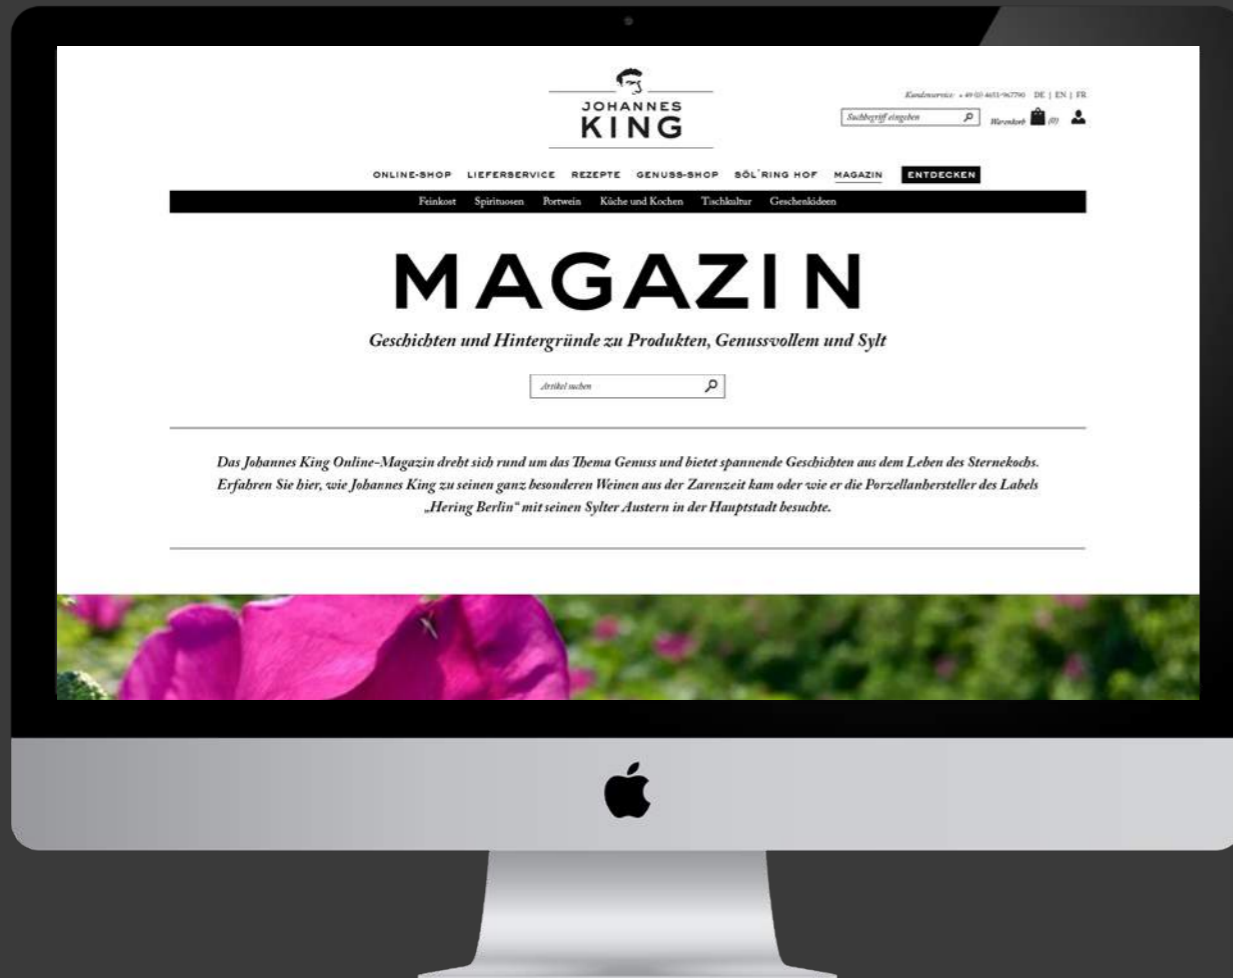 JOHANNES
KING
Kundenservice: + 49 (0) 4651-967790 DE | EN | FR
Suchbegriff eingeben
Warenkorb (0)
ONLINE-SHOP LIEFERSERVICE REZEPTE GENUSS-SHOP SÖL´RING HOF MAGAZIN ENTDECKEN
Feinkost Spirituosen Portwein Küche und Kochen Tischkultur Geschenkideen
MAGAZIN
Geschichten und Hintergründe zu Produkten, Genussvollem und Sylt
Artikel suchen
Das Johannes King Online-Magazin dreht sich rund um das Thema Genuss und bietet spannende Geschichten aus dem Leben des Sternekochs.
Erfahren Sie hier, wie Johannes King zu seinen ganz besonderen Weinen aus der Zarenzeit kam oder wie er die Porzellanhersteller des Labels
„Hering Berlin“ mit seinen Sylter Austern in der Hauptstadt besuchte.